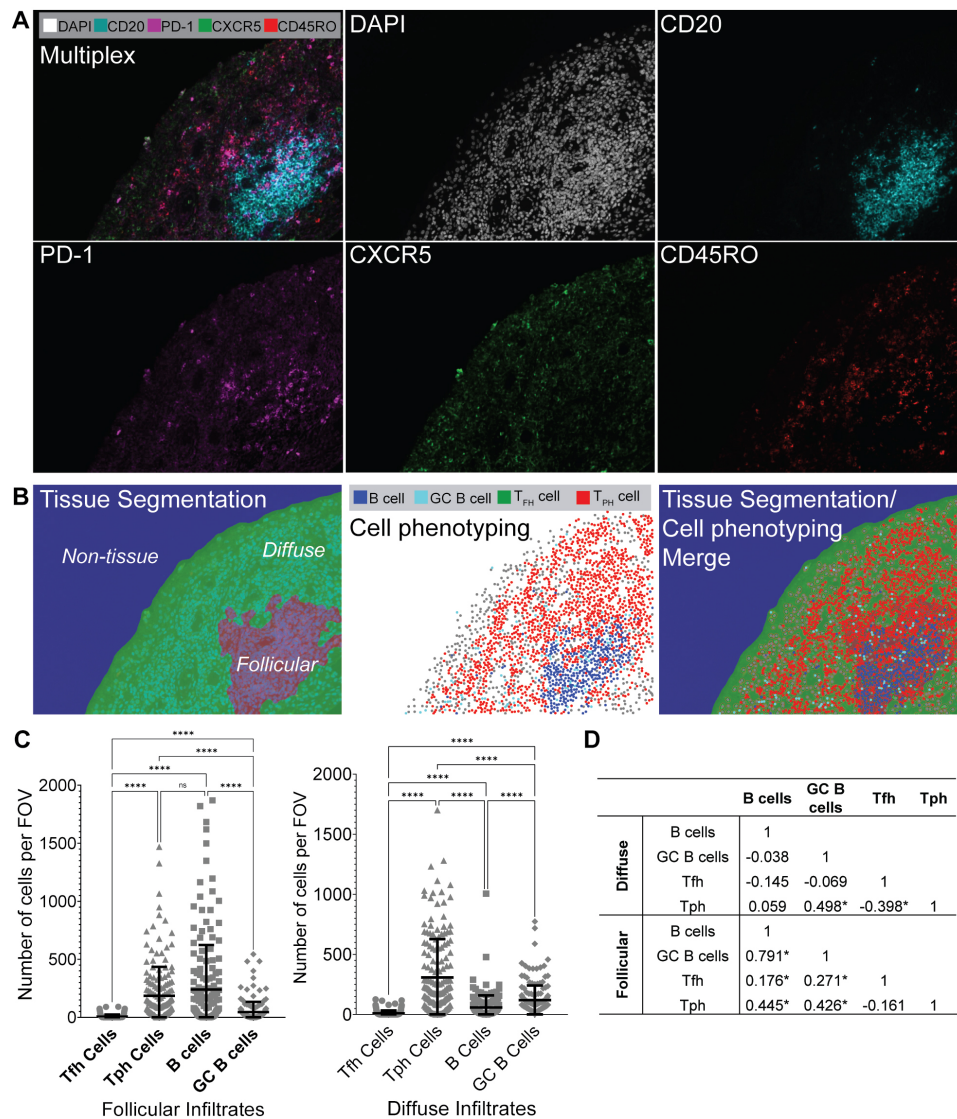 A
DAPI CD20 PD-1 CXCR5 CD45RO
Multiplex
DAPI
CD20
PD-1
CXCR5
CD45RO
B
Tissue Segmentation
Non-tissue
Diffuse
Follicular
B cell GC B cell TFH cell TPH cell
Cell phenotyping
Tissue Segmentation/
Cell phenotyping
Merge
C
****
****
****
**** ns ****
Number of cells per FOV
2000
1500
1000
500
0
Tfh Cells
Tph Cells
B cells
GC B cells
Follicular Infiltrates
****
****
****
**** **** ****
Number of cells per FOV
2000
1500
1000
500
0
Tfh Cells
Tph Cells
B Cells
GC B Cells
Diffuse Infiltrates
D
B cells GC B cells Tfh Tph
Diffuse
B cells 1
GC B cells -0.038 1
Tfh -0.145 -0.069 1
Tph 0.059 0.498* -0.398* 1
Follicular
B cells 1
GC B cells 0.791* 1
Tfh 0.176* 0.271* 1
Tph 0.445* 0.426* -0.161 1